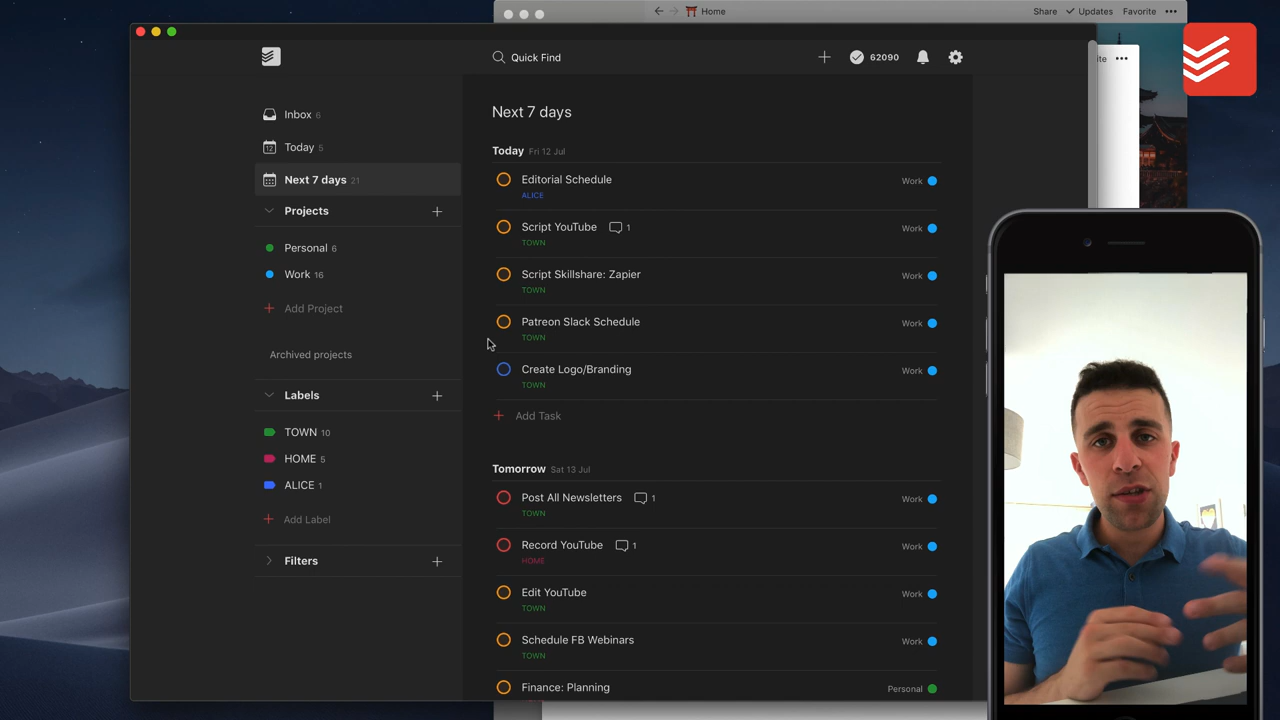 Home
Share
Updates
Favorite
Quick Find
62090
Inbox 6
12
Today 5
Next 7 days 21
Projects
Personal 6
Work 16
Add Project
Archived projects
Labels
TOWN 10
HOME 5
ALICE 1
Add Label
Filters
Next 7 days
Today Fri 12 Jul
Editorial Schedule
Work
ALICE
Script YouTube 1
Work
TOWN
Script Skillshare: Zapier
Work
TOWN
Patreon Slack Schedule
Work
TOWN
Create Logo/Branding
Work
TOWN
Add Task
Tomorrow Sat 13 Jul
Post All Newsletters 1
Work
TOWN
Record YouTube 1
Work
HOME
Edit YouTube
Work
TOWN
Schedule FB Webinars
Work
TOWN
Finance: Planning
Personal